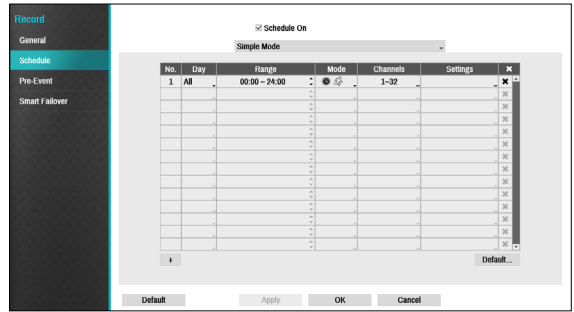 Record
General
Schedule
Pre-Event
Smart Failover
Schedule On
Simple Mode
No. Day Range Mode Channels Settings
1 All 00:00 ~ 24:00 1~32
+ Default...
Default Apply OK Cancel